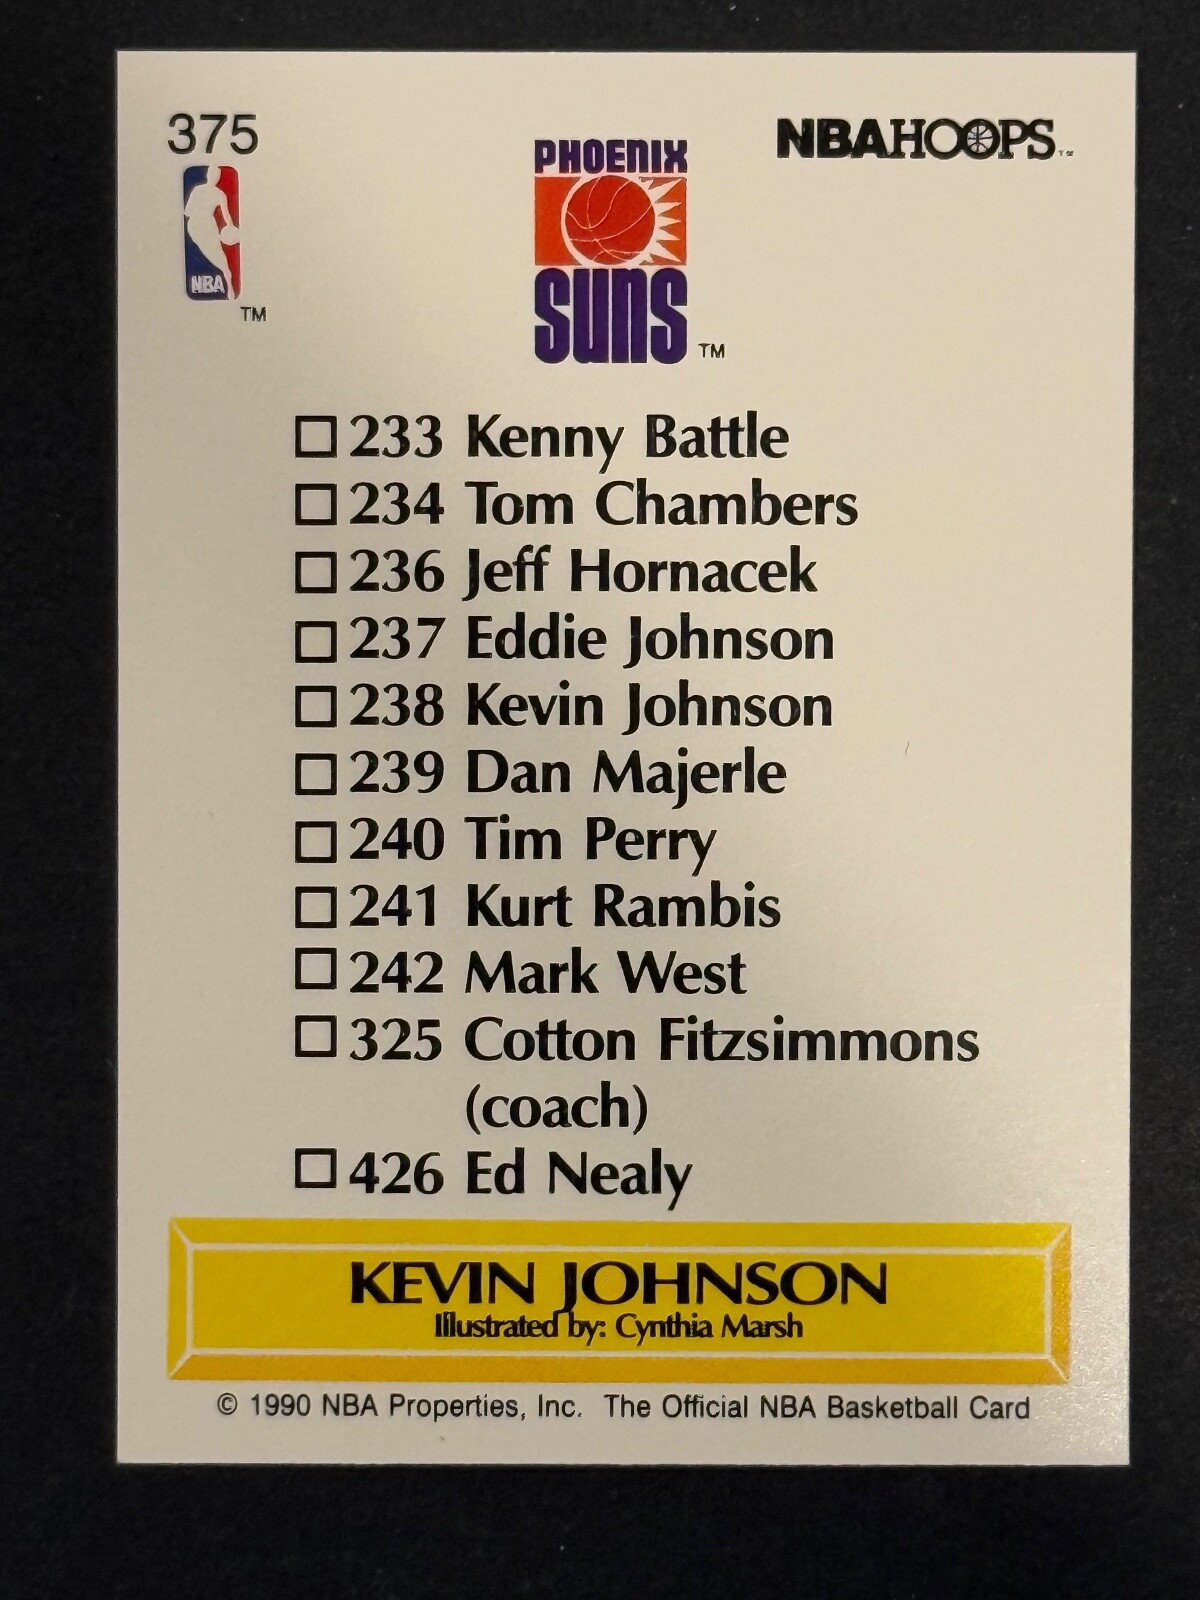 375
NBA HOOPS
PHOENIX
SUNS TM
NBA
TM
233 Kenny Battle
234 Tom Chambers
236 Jeff Hornacek
237 Eddie Johnson
238 Kevin Johnson
239 Dan Majerle
240 Tim Perry
241 Kurt Rambis
242 Mark West
325 Cotton Fitzsimmons
(coach)
426 Ed Nealy
KEVIN JOHNSON
Illustrated by: Cynthia Marsh
© 1990 NBA Properties, Inc. The Official NBA Basketball Card